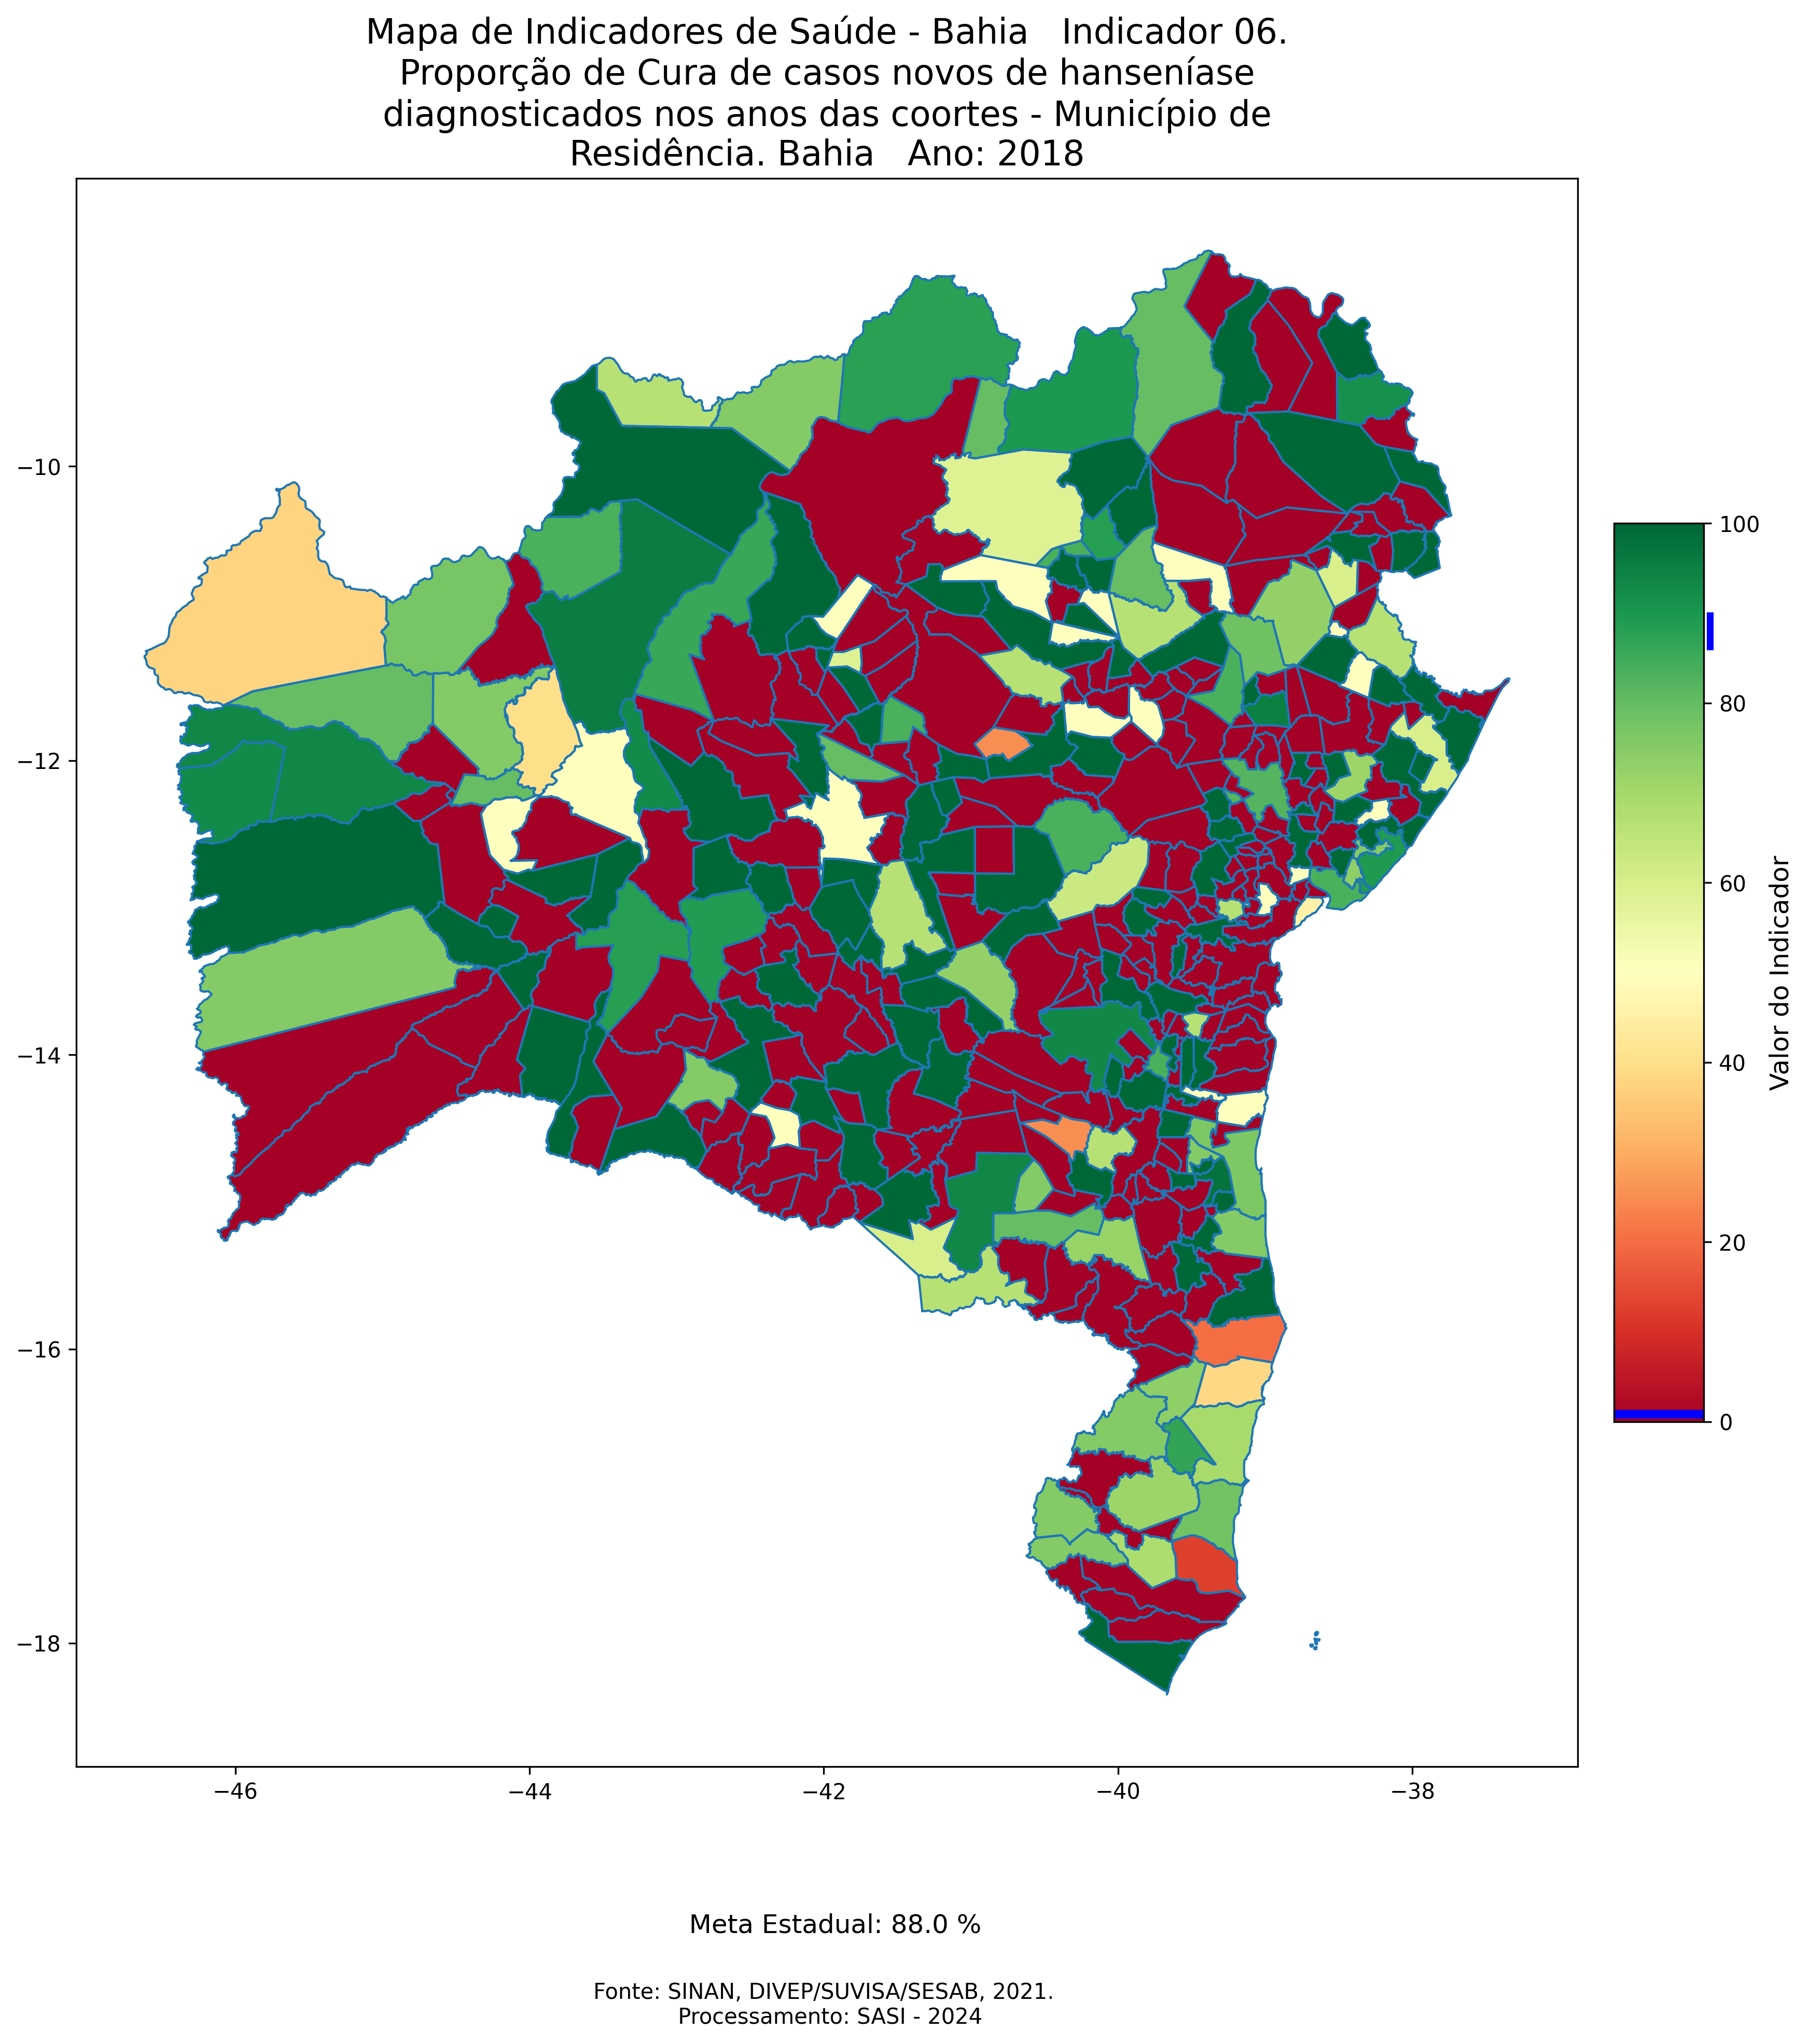 Mapa de Indicadores de Saúde - Bahia   Indicador 06.
Proporção de Cura de casos novos de hanseníase
diagnosticados nos anos das coortes - Município de
Residência. Bahia   Ano: 2018
−10
−12
−14
−16
−18
−46
−44
−42
−40
−38
100
80
60
40
20
0
Valor do Indicador
Meta Estadual: 88.0 %
Fonte: SINAN, DIVEP/SUVISA/SESAB, 2021.
Processamento: SASI - 2024